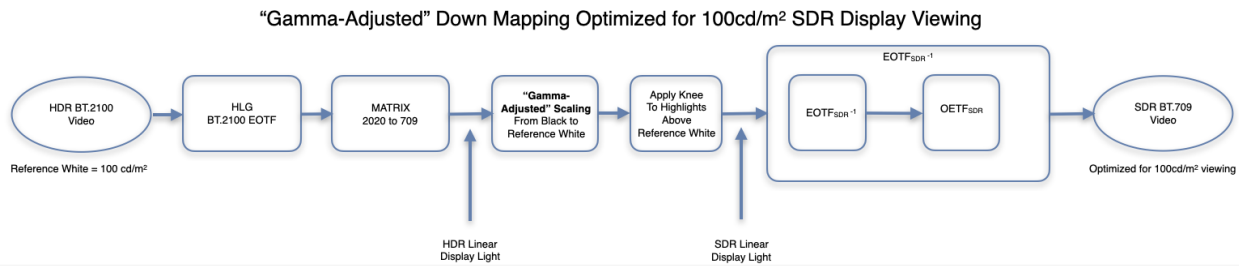 “Gamma-Adjusted” Down Mapping Optimized for 100cd/m² SDR Display Viewing
HDR BT.2100
Video
Reference White = 100 cd/m²
HLG
BT.2100 EOTF
MATRIX
2020 to 709
HDR Linear
Display Light
“Gamma-
Adjusted” Scaling
From Black to
Reference White
Apply Knee
To Highlights
Above
Reference White
SDR Linear
Display Light
EOTFSDR ⁻¹
EOTFSDR ⁻¹
OETFSDR
SDR BT.709
Video
Optimized for 100cd/m² viewing